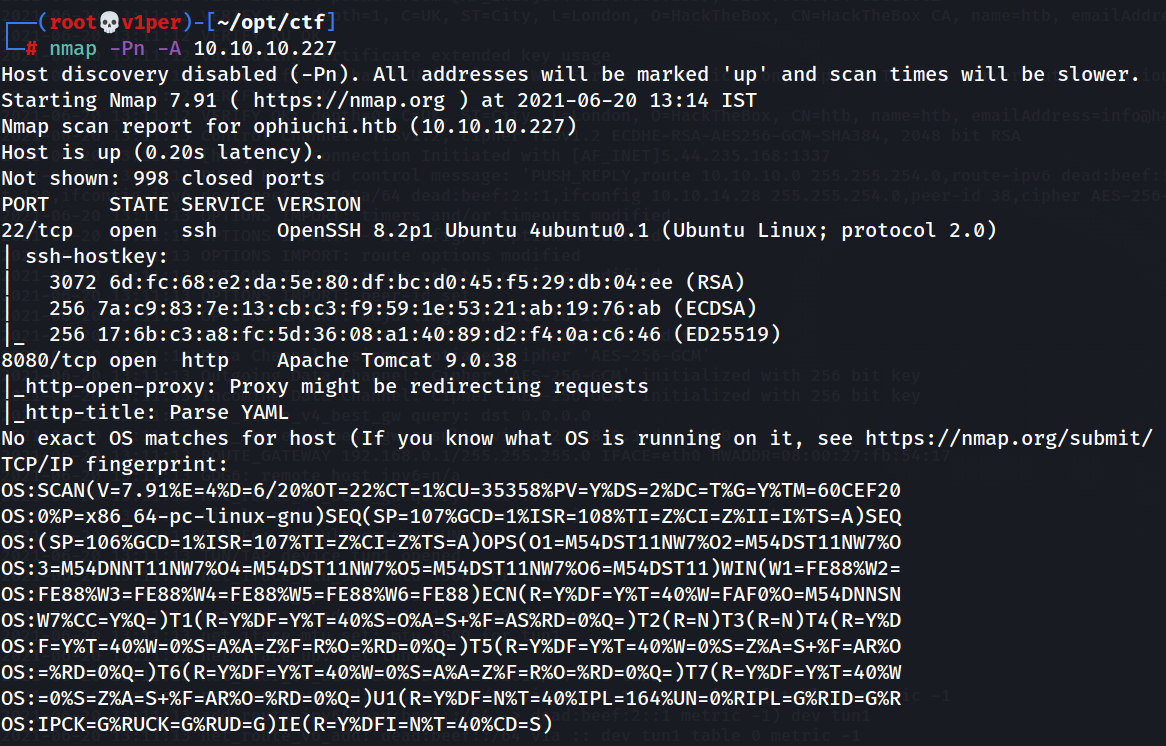 ┌──(root💀v1per)-[~/opt/ctf]
└─# nmap -Pn -A 10.10.10.227
Host discovery disabled (-Pn). All addresses will be marked 'up' and scan times will be slower.
Starting Nmap 7.91 ( https://nmap.org ) at 2021-06-20 13:14 IST
Nmap scan report for ophiuchi.htb (10.10.10.227)
Host is up (0.20s latency).
Not shown: 998 closed ports
PORT     STATE SERVICE VERSION
22/tcp   open  ssh     OpenSSH 8.2p1 Ubuntu 4ubuntu0.1 (Ubuntu Linux; protocol 2.0)
| ssh-hostkey:
|   3072 6d:fc:68:e2:da:5e:80:df:bc:d0:45:f5:29:db:04:ee (RSA)
|   256 7a:c9:83:7e:13:cb:c3:f9:59:1e:53:21:ab:19:76:ab (ECDSA)
|_  256 17:6b:c3:a8:fc:5d:36:08:a1:40:89:d2:f4:0a:c6:46 (ED25519)
8080/tcp open  http    Apache Tomcat 9.0.38
|_http-open-proxy: Proxy might be redirecting requests
|_http-title: Parse YAML
No exact OS matches for host (If you know what OS is running on it, see https://nmap.org/submit/
TCP/IP fingerprint:
OS:SCAN(V=7.91%E=4%D=6/20%OT=22%CT=1%CU=35358%PV=Y%DS=2%DC=T%G=Y%TM=60CEF20
OS:0%P=x86_64-pc-linux-gnu)SEQ(SP=107%GCD=1%ISR=108%TI=Z%CI=Z%II=I%TS=A)SEQ
OS:(SP=106%GCD=1%ISR=107%TI=Z%CI=Z%TS=A)OPS(O1=M54DST11NW7%O2=M54DST11NW7%O
OS:3=M54DNNT11NW7%O4=M54DST11NW7%O5=M54DST11NW7%O6=M54DST11)WIN(W1=FE88%W2=
OS:FE88%W3=FE88%W4=FE88%W5=FE88%W6=FE88)ECN(R=Y%DF=Y%T=40%W=FAF0%O=M54DNNSN
OS:W7%CC=Y%Q=)T1(R=Y%DF=Y%T=40%S=O%A=S+%F=AS%RD=0%Q=)T2(R=N)T3(R=N)T4(R=Y%D
OS:F=Y%T=40%W=0%S=A%A=Z%F=R%O=%RD=0%Q=)T5(R=Y%DF=Y%T=40%W=0%S=Z%A=S+%F=AR%O
OS:=%RD=0%Q=)T6(R=Y%DF=Y%T=40%W=0%S=A%A=Z%F=R%O=%RD=0%Q=)T7(R=Y%DF=Y%T=40%W
OS:=0%S=Z%A=S+%F=AR%O=%RD=0%Q=)U1(R=Y%DF=N%T=40%IPL=164%UN=0%RIPL=G%RID=G%R
OS:IPCK=G%RUCK=G%RUD=G)IE(R=Y%DFI=N%T=40%CD=S)